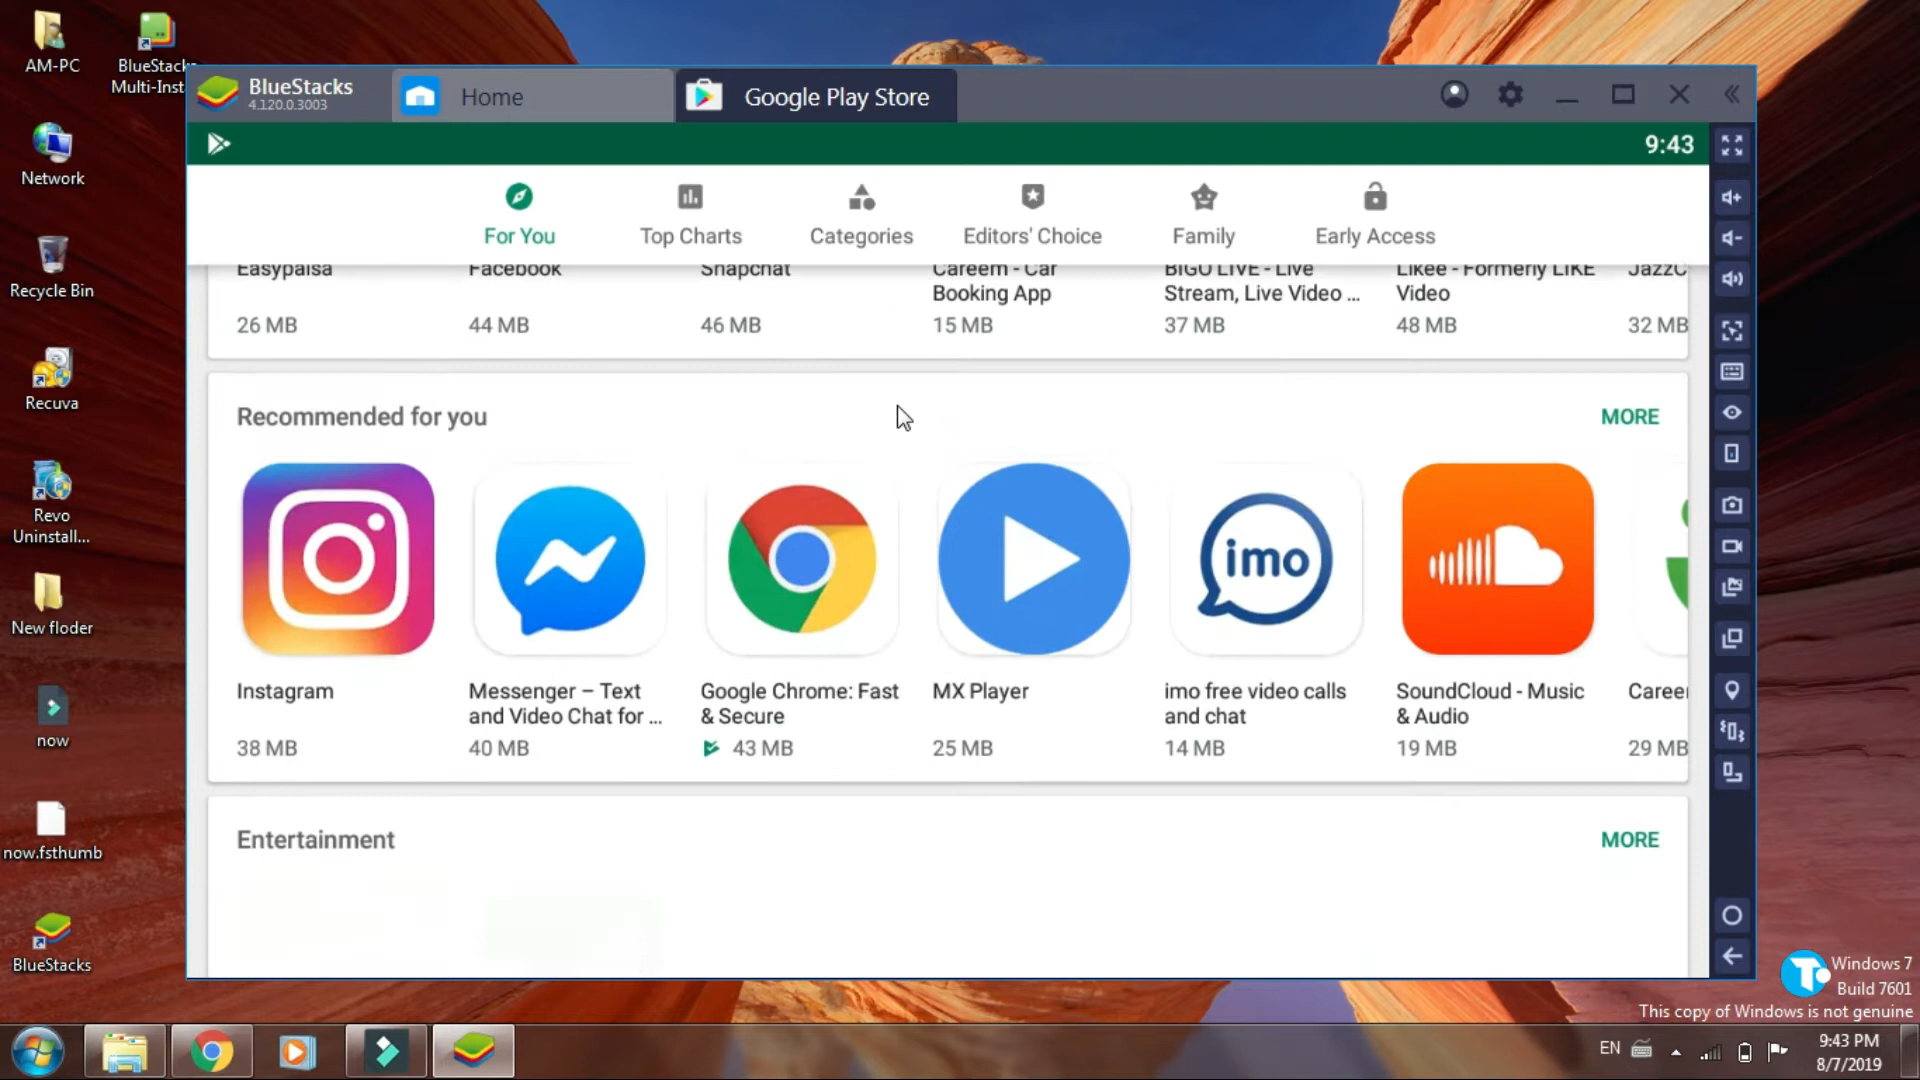 AM-PC
BlueStacks
Multi-Inst
Network
Recycle Bin
Recuva
Revo
Uninstall...
New floder
now
now.fsthumb
BlueStacks
BlueStacks
4.120.0.3003
Home
Google Play Store
9:43
For You
Top Charts
Categories
Editors' Choice
Family
Early Access
Easypaisa
Facebook
Snapchat
Careem - Car
Booking App
BIGO LIVE - Live
Stream, Live Video ...
Likee - Formerly LIKE
Video
JazzC
26 MB
44 MB
46 MB
15 MB
37 MB
48 MB
32 MB
Recommended for you
MORE
imo
Instagram
Messenger – Text
and Video Chat for ...
Google Chrome: Fast
& Secure
MX Player
imo free video calls
and chat
SoundCloud - Music
& Audio
Career
38 MB
40 MB
43 MB
25 MB
14 MB
19 MB
29 MB
Entertainment
MORE
Windows 7
Build 7601
This copy of Windows is not genuine
EN
9:43 PM
8/7/2019